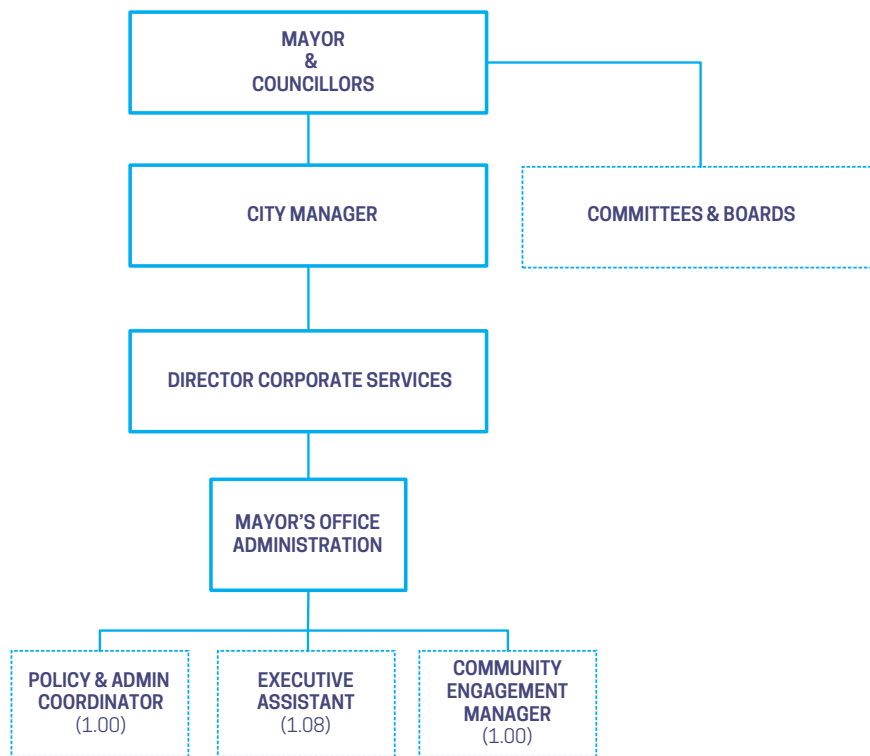 MAYOR
&
COUNCILLORS
CITY MANAGER
COMMITTEES & BOARDS
DIRECTOR CORPORATE SERVICES
MAYOR’S OFFICE
ADMINISTRATION
POLICY & ADMIN
COORDINATOR
(1.00)
EXECUTIVE
ASSISTANT
(1.08)
COMMUNITY
ENGAGEMENT
MANAGER
(1.00)